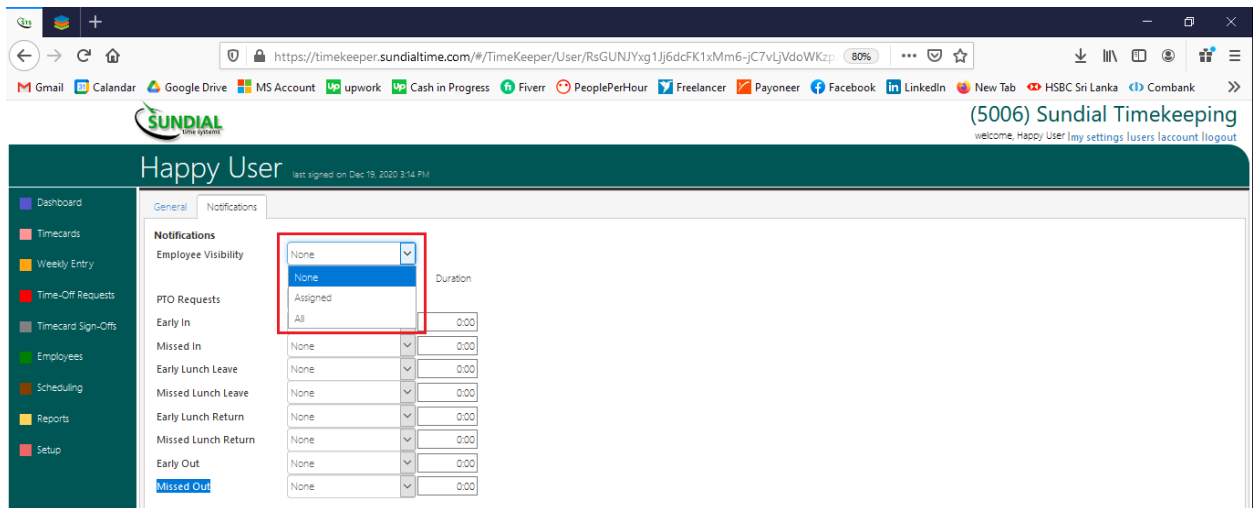 https://timekeeper.sundialtime.com/#/TimeKeeper/User/RsGUNJYxg1Jj6dcFK1xMm6-jC7vLjVdoWKzp 80%
Gmail Calandar Google Drive MS Account upwork Cash in Progress Fiverr PeoplePerHour Freelancer Payoneer Facebook LinkedIn New Tab HSBC Sri Lanka Combank
SUNDIAL
time systems
(5006) Sundial Timekeeping
welcome, Happy User |my settings |users |account |logout
Happy User last signed on Dec 19, 2020 3:14 PM
Dashboard
Timecards
Weekly Entry
Time-Off Requests
Timecard Sign-Offs
Employees
Scheduling
Reports
Setup
General Notifications
Notifications
Employee Visibility None
None
Assigned
All
Duration
PTO Requests
Early In 0:00
Missed In None 0:00
Early Lunch Leave None 0:00
Missed Lunch Leave None 0:00
Early Lunch Return None 0:00
Missed Lunch Return None 0:00
Early Out None 0:00
Missed Out None 0:00